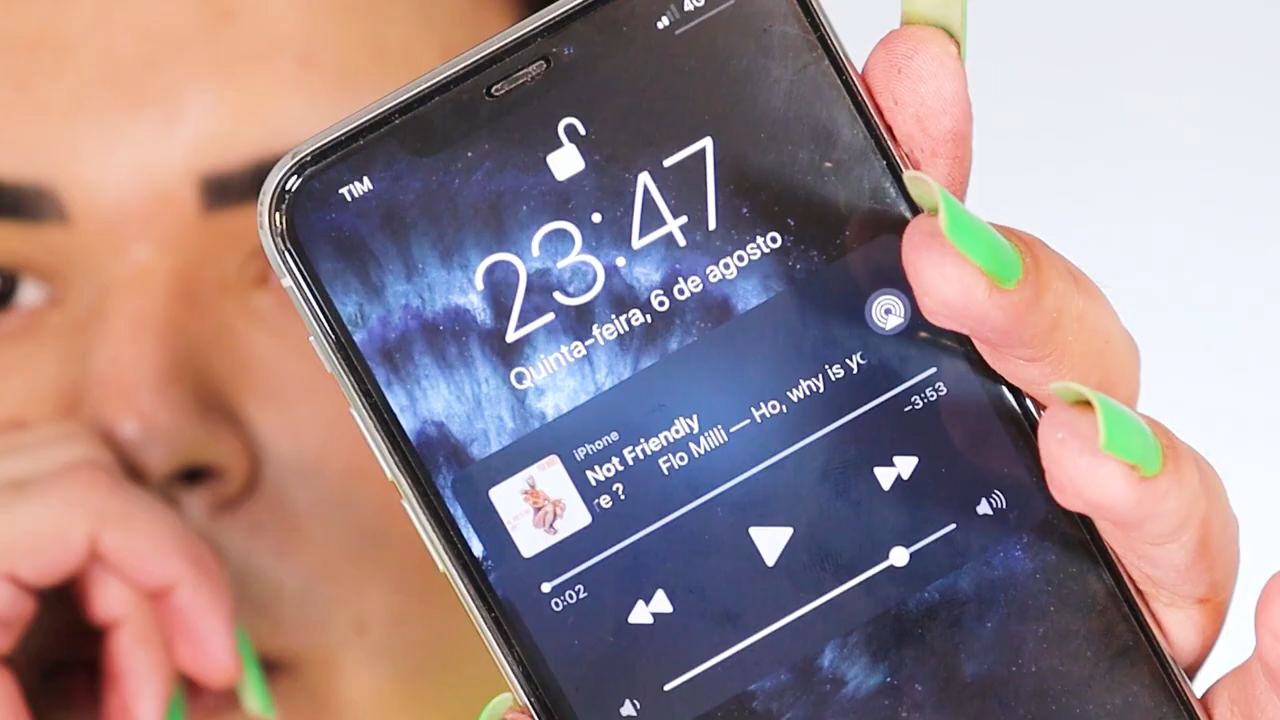 4G
TIM
23:47
Quinta-feira, 6 de agosto
iPhone
Not Friendly
re ? Flo Milli — Ho, why is yo
0:02
-3:53